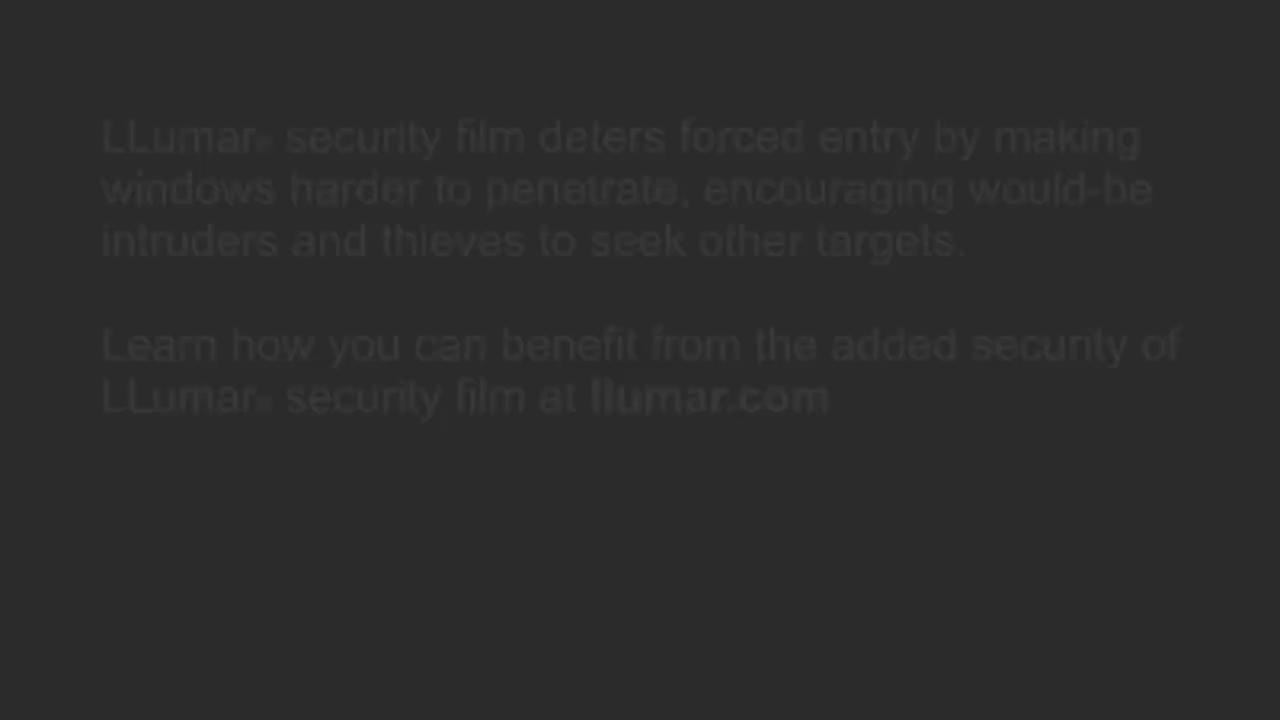 LLumar® security film deters forced entry by making
windows harder to penetrate, encouraging would-be
intruders and thieves to seek other targets.
Learn how you can benefit from the added security of
LLumar® security film at llumar.com